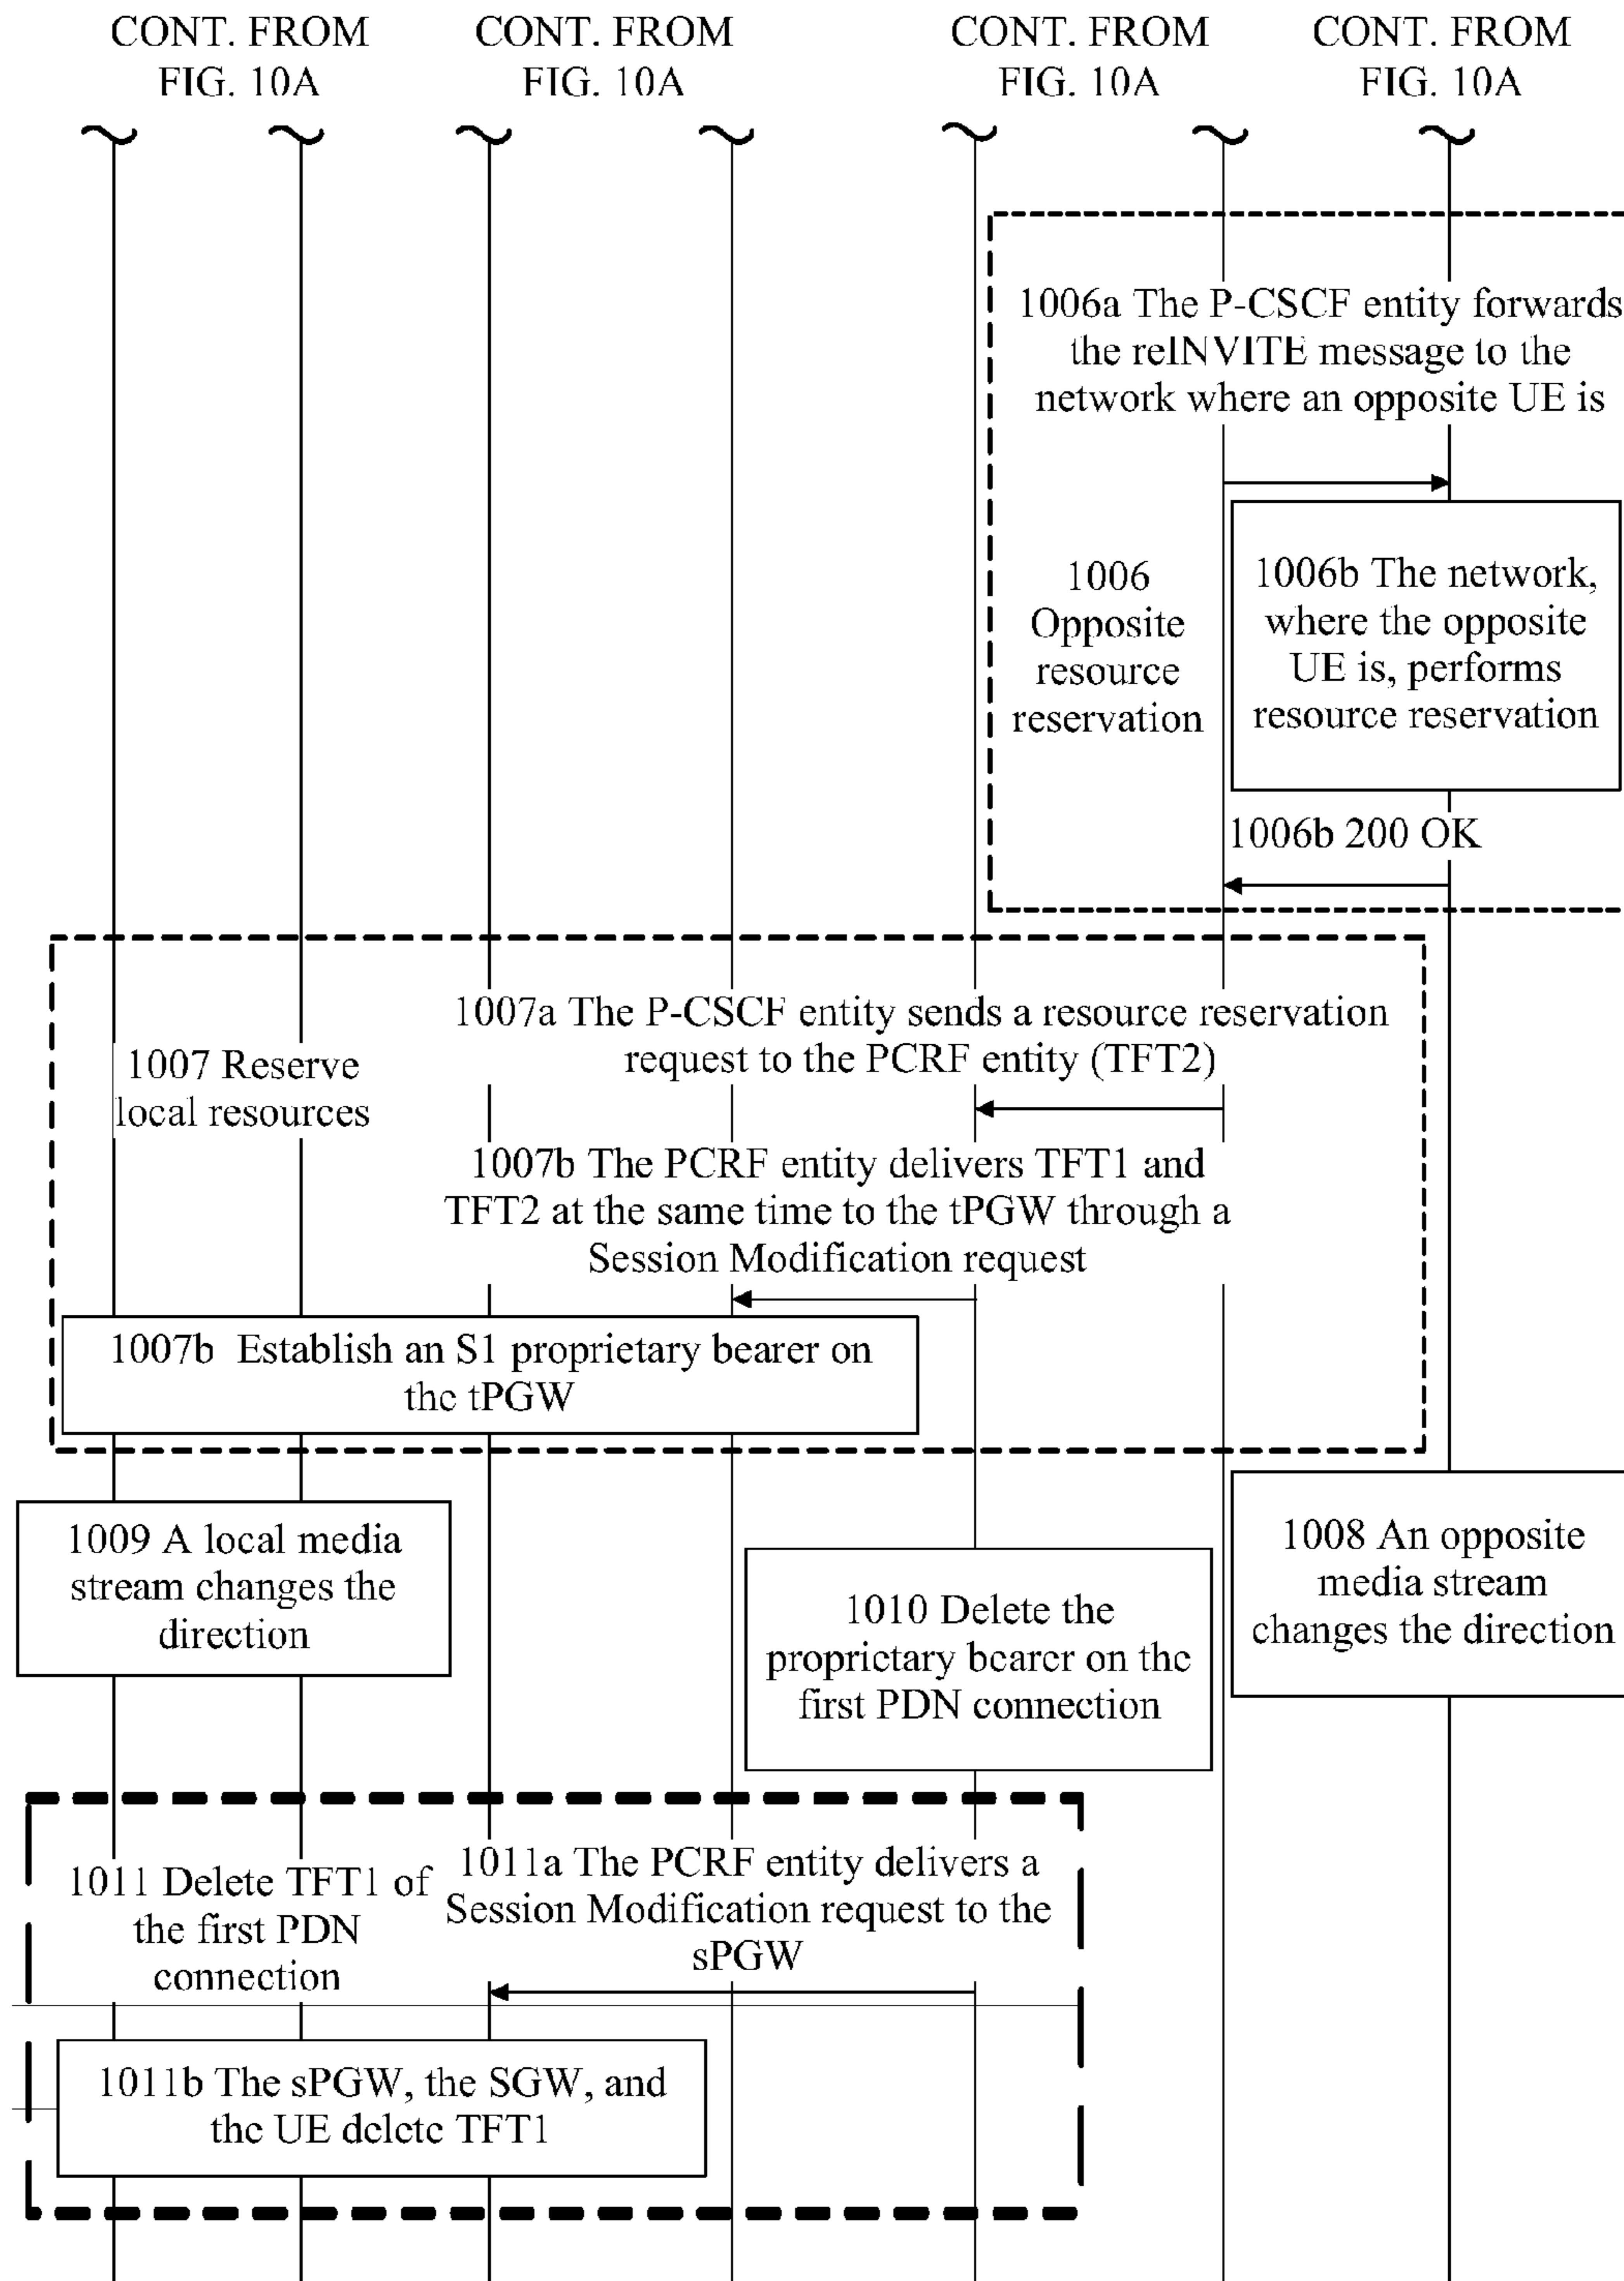 CONT. FROM
FIG. 10A
CONT. FROM
FIG. 10A
CONT. FROM
FIG. 10A
CONT. FROM
FIG. 10A
1006a The P-CSCF entity forwards
the reINVITE message to the
network where an opposite UE is
1006
Opposite
resource
reservation
1006b The network,
where the opposite
UE is, performs
resource reservation
1006b 200 OK
1007a The P-CSCF entity sends a resource reservation
request to the PCRF entity (TFT2)
1007 Reserve
local resources
1007b The PCRF entity delivers TFT1 and
TFT2 at the same time to the tPGW through a
Session Modification request
1007b Establish an S1 proprietary bearer on
the tPGW
1009 A local media
stream changes the
direction
1010 Delete the
proprietary bearer on the
first PDN connection
1008 An opposite
media stream
changes the direction
1011 Delete TFT1 of
the first PDN
connection
1011a The PCRF entity delivers a
Session Modification request to the
sPGW
1011b The sPGW, the SGW, and
the UE delete TFT1